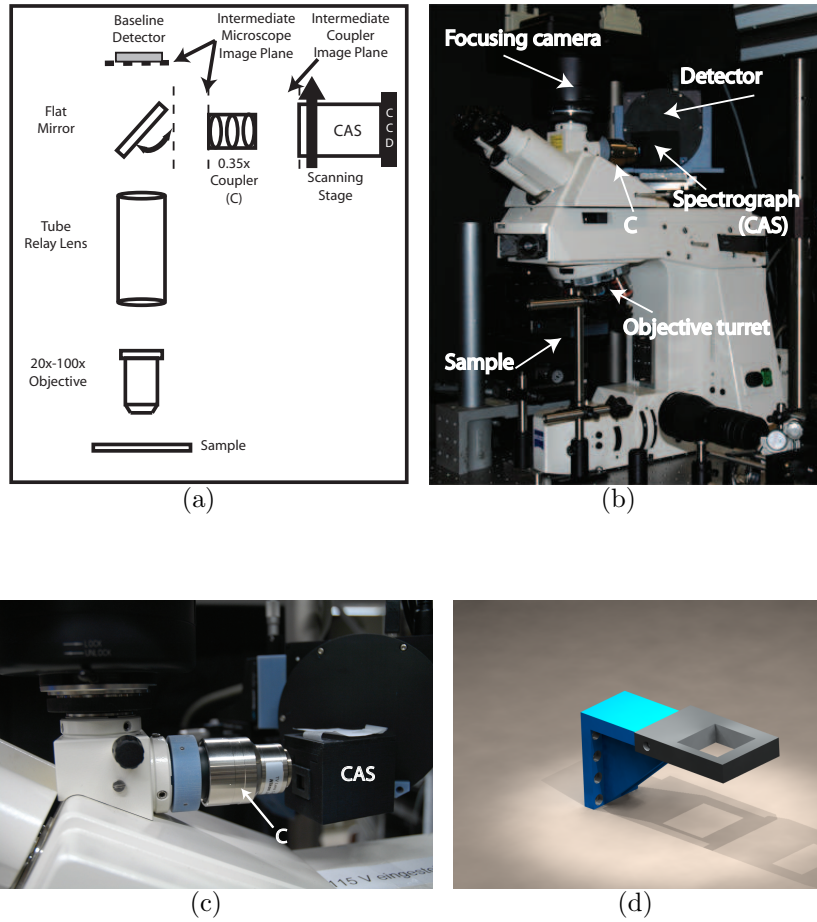 Baseline
Detector
Intermediate
Microscope
Image Plane
Intermediate
Coupler
Image Plane
Flat
Mirror
CAS
C
C
D
0.35x
Coupler
(C)
Scanning
Stage
Tube
Relay Lens
20x-100x
Objective
Sample
(a)
Focusing camera
Detector
Spectrograph
(CAS)
C
Objective turret
Sample
(b)
LOCK
UNLOCK
CAS
C
115 V eingeste
(c)
(d)